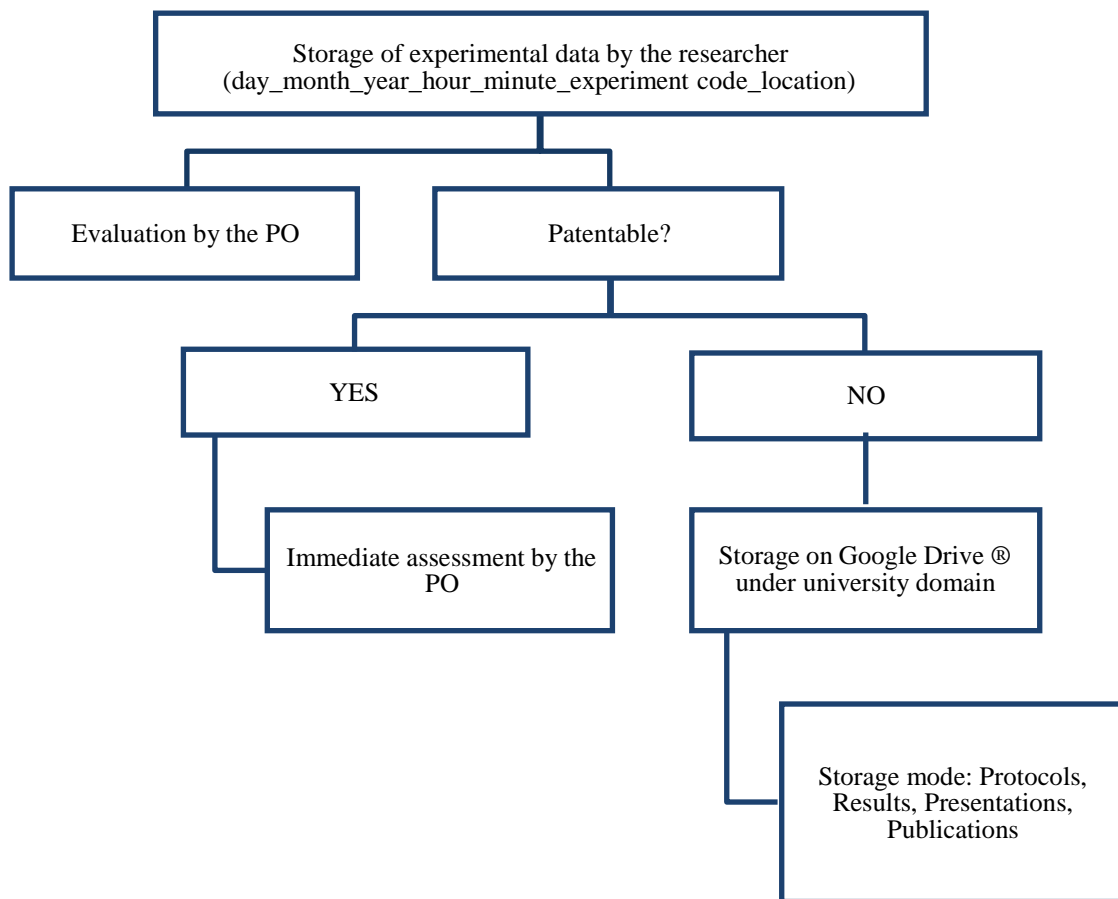 Storage of experimental data by the researcher
(day_month_year_hour_minute_experiment code_location)
Evaluation by the PO
Patentable?
YES
NO
Immediate assessment by the
PO
Storage on Google Drive ®
under university domain
Storage mode: Protocols,
Results, Presentations,
Publications